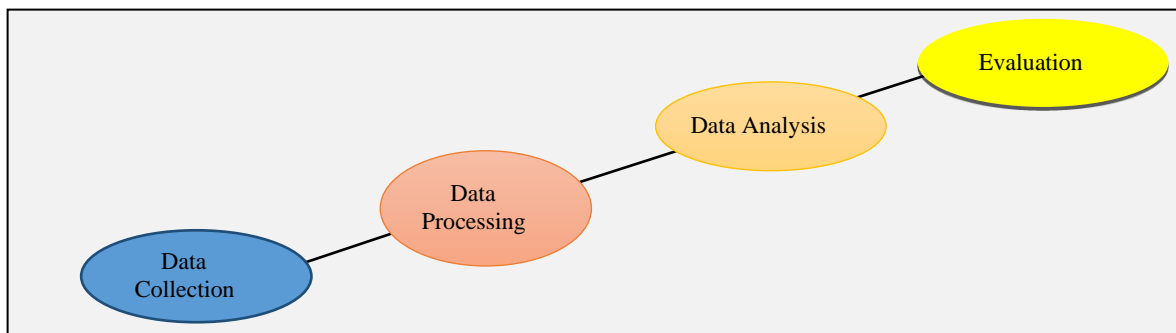 Evaluation
Data Analysis
Data
Processing
Data
Collection